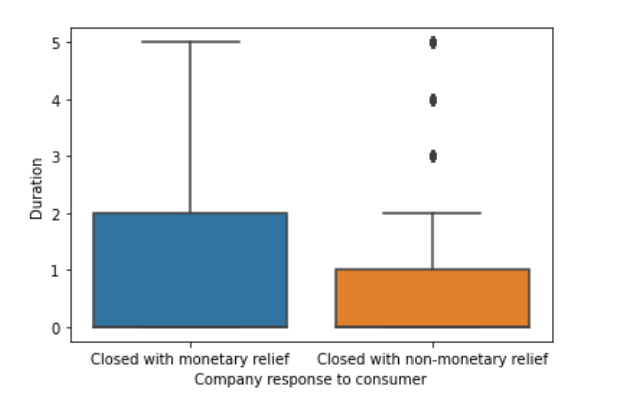 5
4
3
2
1
0
Duration
Closed with monetary relief
Closed with non-monetary relief
Company response to consumer